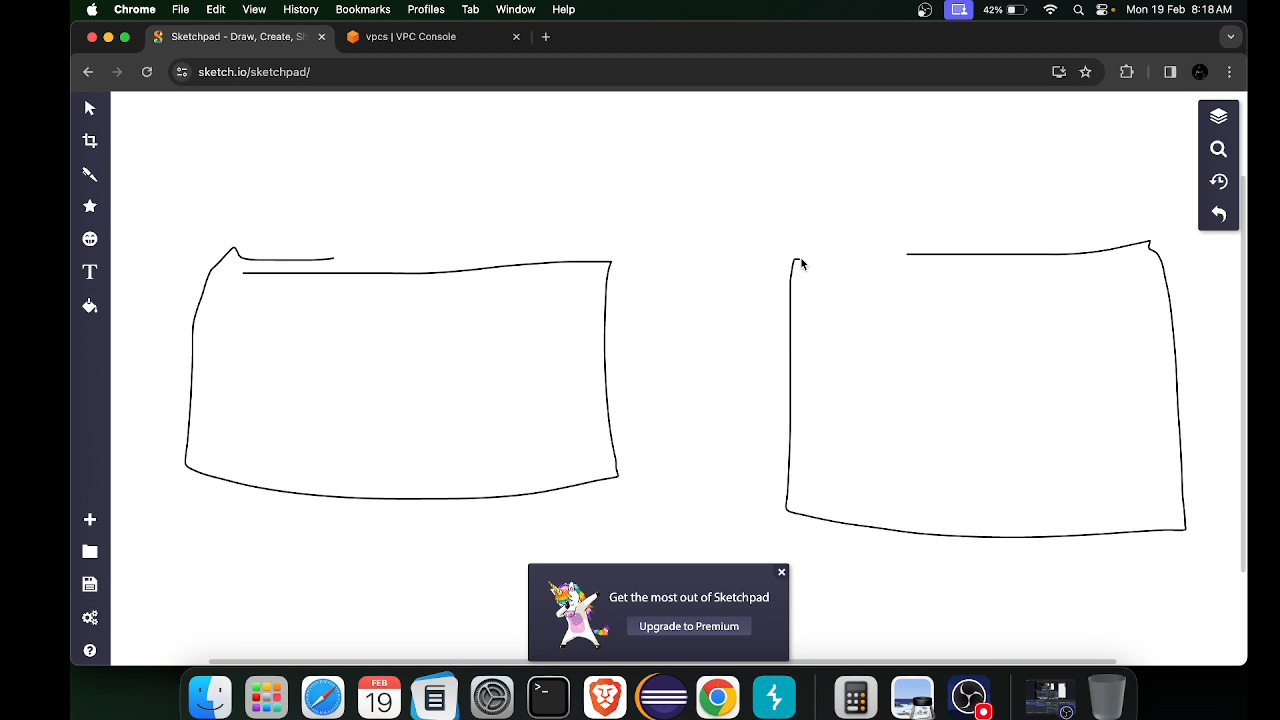 Chrome File Edit View History Bookmarks Profiles Tab Window Help 42% Mon 19 Feb 8:18 AM
Sketchpad - Draw, Create, Sh vpcs | VPC Console
sketch.io/sketchpad/
T
Get the most out of Sketchpad
Upgrade to Premium
FEB
19